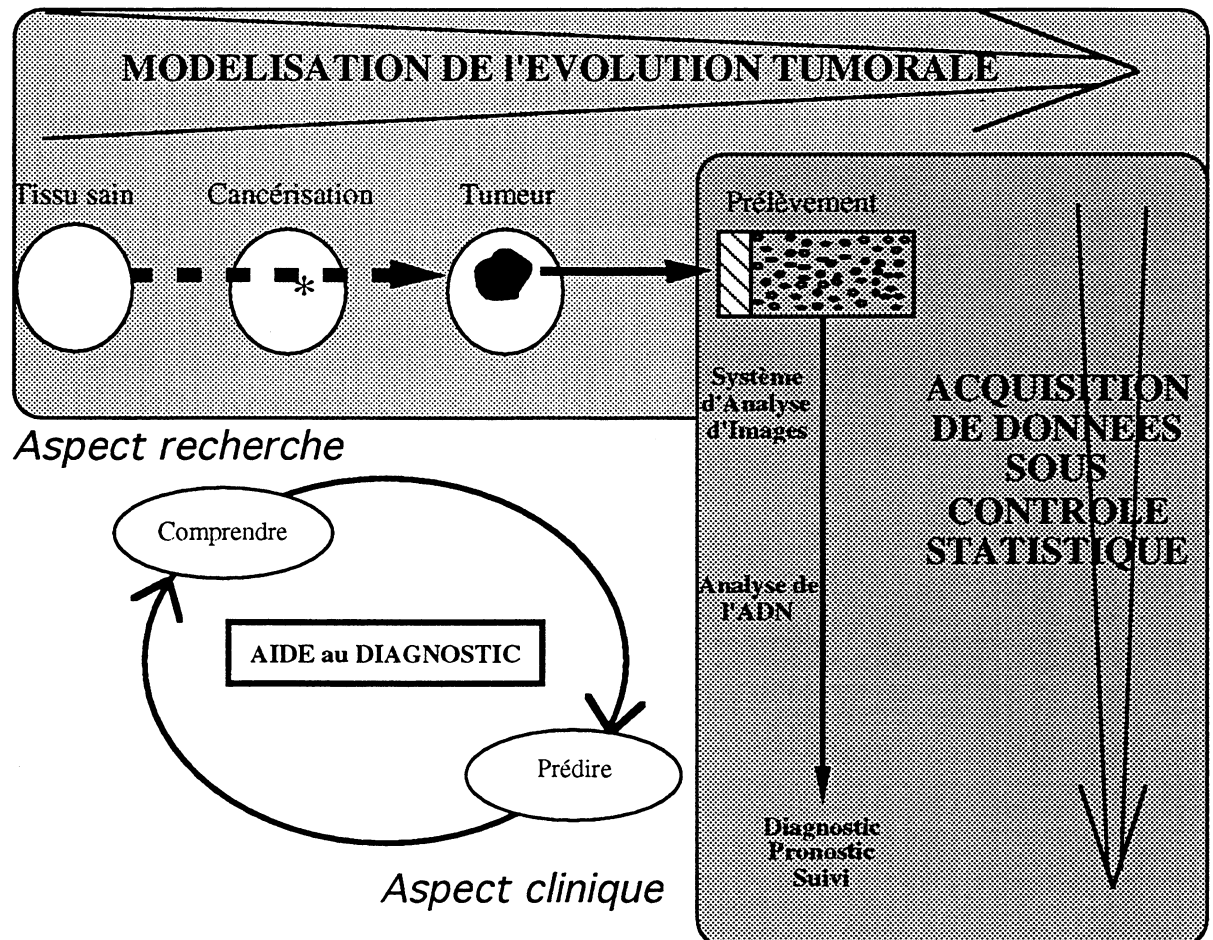 MODELISATION DE l'EVOLUTION TUMORALE
Tissu sain
Cancérisation
Tumeur
Prélèvement
*
Système
d'Analyse
d'Images
ACQUISITION
DE DONNEES
SOUS
CONTROLE
STATISTIQUE
Aspect recherche
Comprendre
Analyse de
l'ADN
AIDE au DIAGNOSTIC
Prédire
Diagnostic
Pronostic
Suivi
Aspect clinique